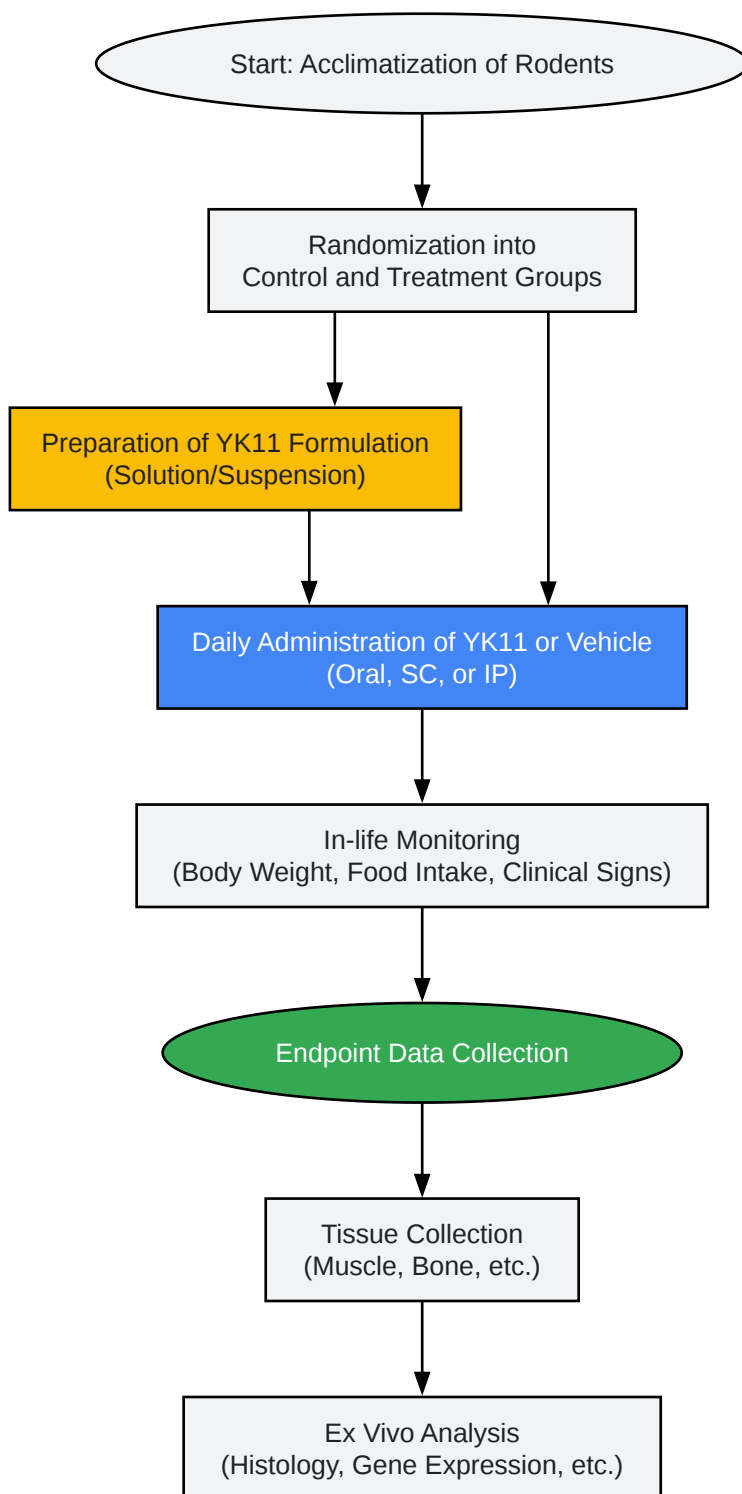 Start: Acclimatization of Rodents
Randomization into
Control and Treatment Groups
Preparation of YK11 Formulation
(Solution/Suspension)
Daily Administration of YK11 or Vehicle
(Oral, SC, or IP)
In-life Monitoring
(Body Weight, Food Intake, Clinical Signs)
Endpoint Data Collection
Tissue Collection
(Muscle, Bone, etc.)
Ex Vivo Analysis
(Histology, Gene Expression, etc.)